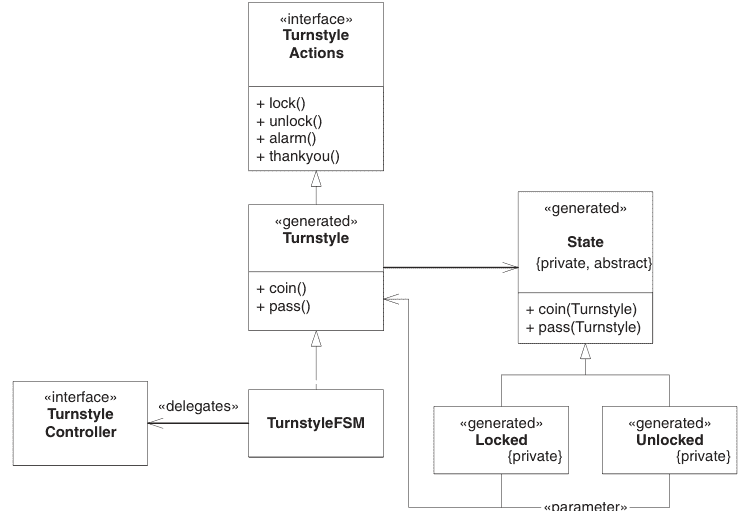 «interface»
Turnstyle
Actions
+ lock()
+ unlock()
+ alarm()
+ thankyou()
«generated»
Turnstyle
+ coin()
+ pass()
«generated»
State
{private, abstract}
+ coin(Turnstyle)
+ pass(Turnstyle)
«interface»
Turnstyle
Controller
«delegates»
TurnstyleFSM
«generated»
Locked
{private}
«generated»
Unlocked
{private}
«parameter»